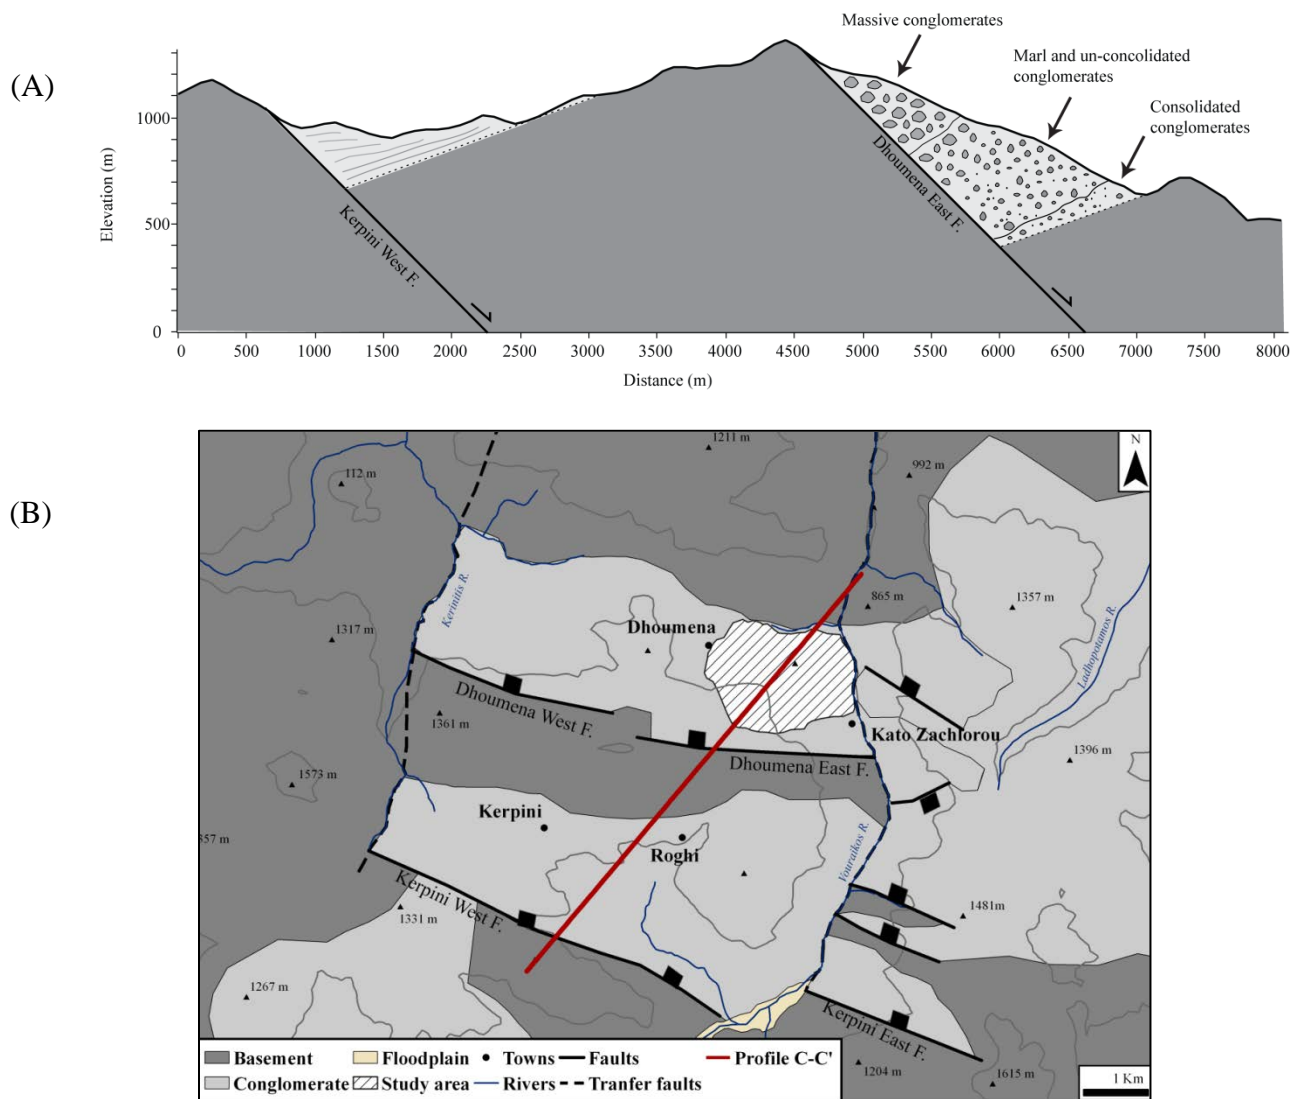 (A)
Massive conglomerates
Marl and un-concolidated
conglomerates
Consolidated
conglomerates
Elevation (m)
1000
500
0
Kerpini West F.
Dhoumena East F.
0 500 1000 1500 2000 2500 3000 3500 4000 4500 5000 5500 6000 6500 7000 7500 8000
Distance (m)
(B)
N
1211 m
992 m
112 m
Kerinitis R.
865 m
1357 m
Ladhopotamos R.
1317 m
Dhoumena
Dhoumena West F.
1361 m
Kato Zachlorou
1396 m
Dhoumena East F.
1573 m
Kerpini
Roghi
357 m
Vouraikos R.
Kerpini West F.
1331 m
1481m
1267 m
Kerpini East F.
1204 m
1615 m
Basement Floodplain Towns Faults Profile C-C'
Conglomerate Study area Rivers Tranfer faults
1 Km